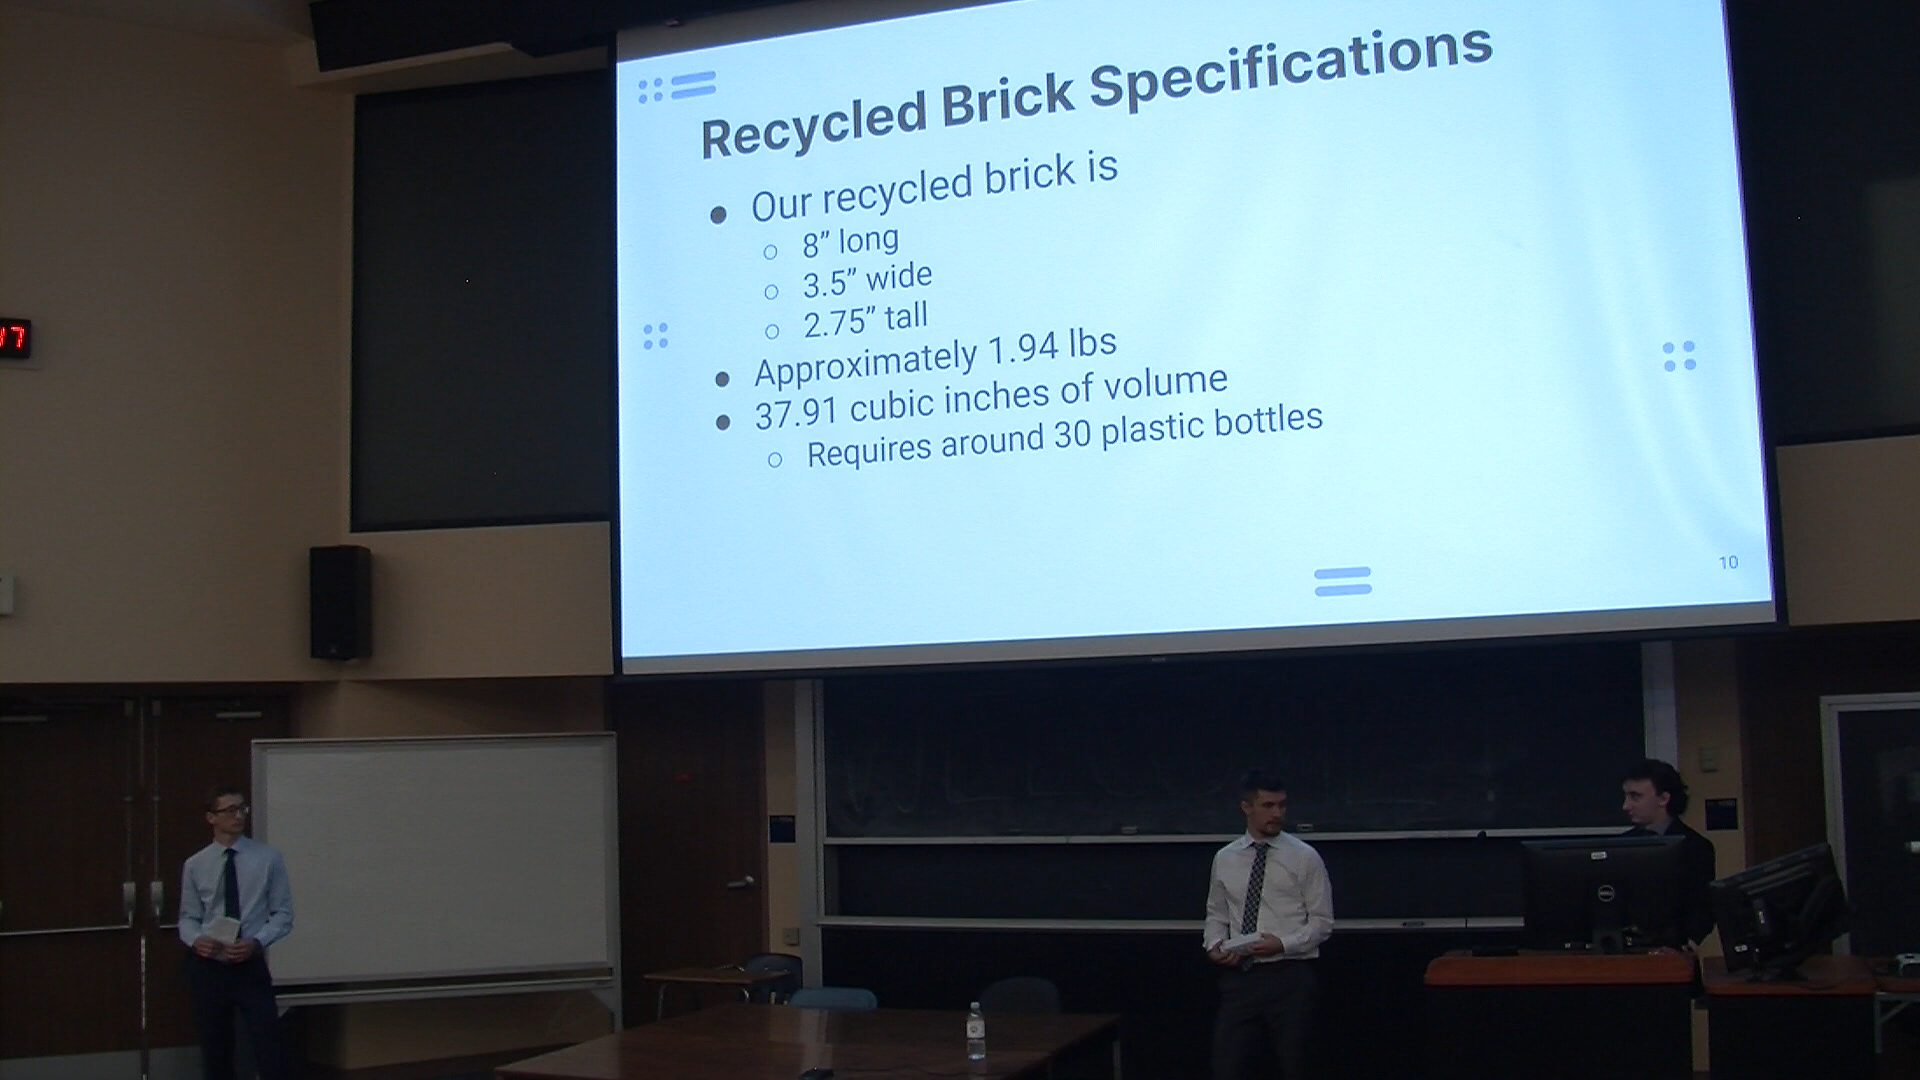 Recycled Brick Specifications
Our recycled brick is
8” long
3.5” wide
2.75” tall
Approximately 1.94 lbs
37.91 cubic inches of volume
Requires around 30 plastic bottles
10